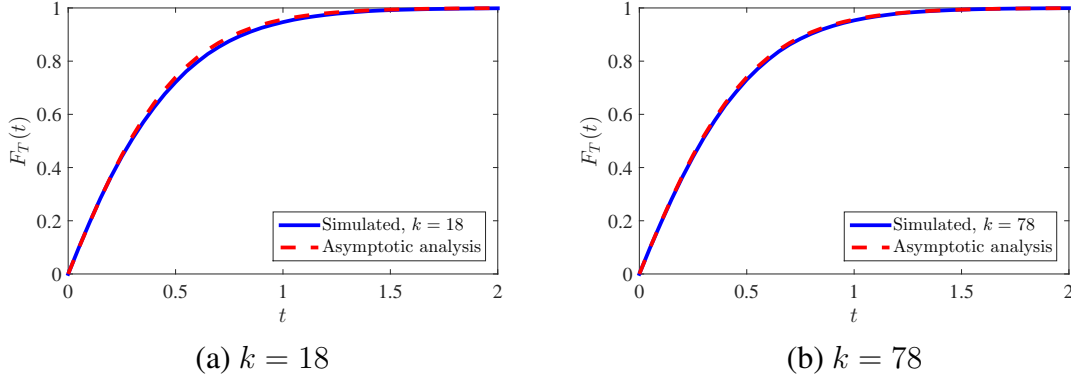 1
0.8
0.6
0.4
0.2
0
F_T(t)
Simulated, k = 18
Asymptotic analysis
0 0.5 1 1.5 2
t
(a) k = 18
1
0.8
0.6
0.4
0.2
0
F_T(t)
Simulated, k = 78
Asymptotic analysis
0 0.5 1 1.5 2
t
(b) k = 78